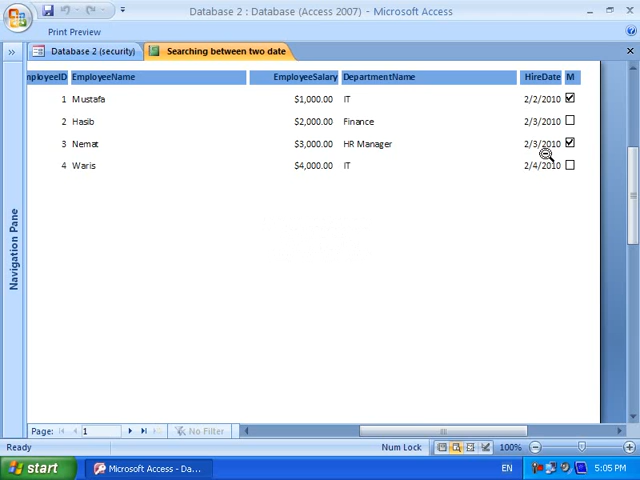 Database 2 : Database (Access 2007) - Microsoft Access
Print Preview
Database 2 (security) Searching between two date
nployeeID EmployeeName EmployeeSalary DepartmentName HireDate M
1 Mustafa $1,000.00 IT 2/2/2010
2 Hasib $2,000.00 Finance 2/3/2010
3 Nemat $3,000.00 HR Manager 2/3/2010
4 Waris $4,000.00 IT 2/4/2010
Navigation Pane
Page: 1 No Filter
Ready Num Lock 100%
start Microsoft Access - Da... EN 5:05 PM